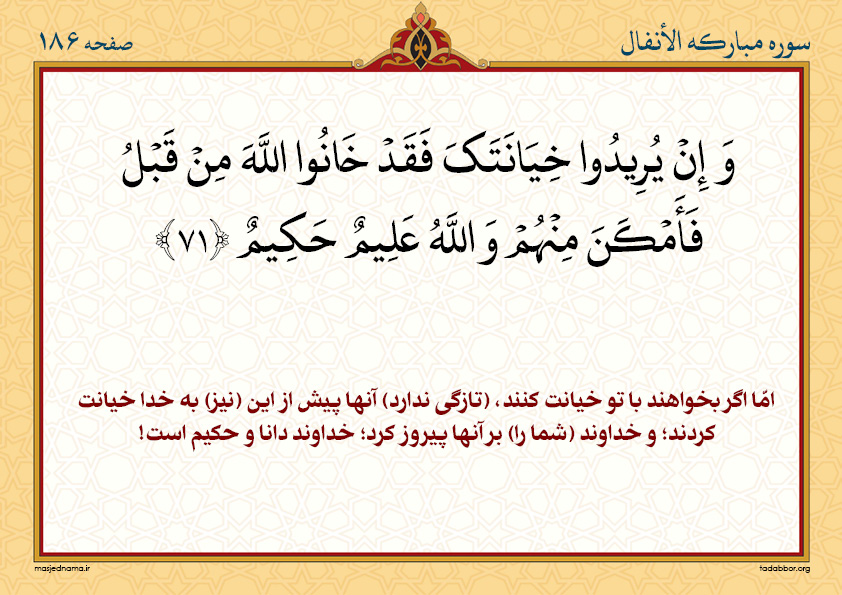 سوره مبارکه الأنفال
صفحه ۱۸۶
وَ إِنْ يُرِيدُوا خِيَانَتَکَ فَقَدْ خَانُوا اللَّهَ مِنْ قَبْلُ
فَأَمْکَنَ مِنْهُمْ وَ اللَّهُ عَلِيمٌ حَکِيمٌ ﴿۷۱﴾
امّا اگر بخواهند با تو خیانت کنند، (تازگی ندارد) آنها پیش از این (نیز) به خدا خیانت
کردند؛ و خداوند (شما را) بر آنها پیروز کرد؛ خداوند دانا و حکیم است!
masjednama.ir
tadabbor.org